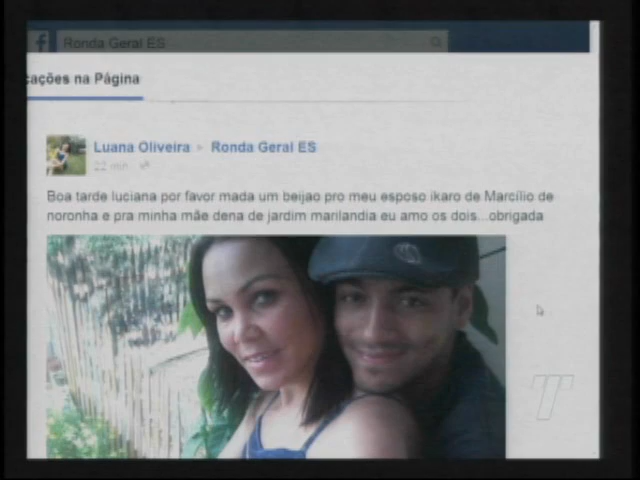 f Ronda Geral ES
cações na Página
Luana Oliveira ▸ Ronda Geral ES
22 min
Boa tarde luciana por favor mada um beijao pro meu esposo ikaro de Marcílio de
noronha e pra minha mãe dena de jardim marilandia eu amo os dois...obrigada